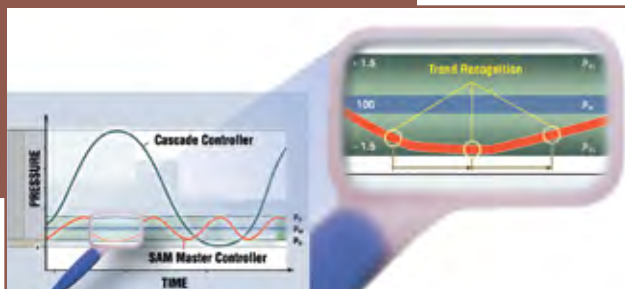 PRESSURE
Cascade Controller
SAM Master Controller
TIME
- 1.5
Trend Recognition
100
- 1.5